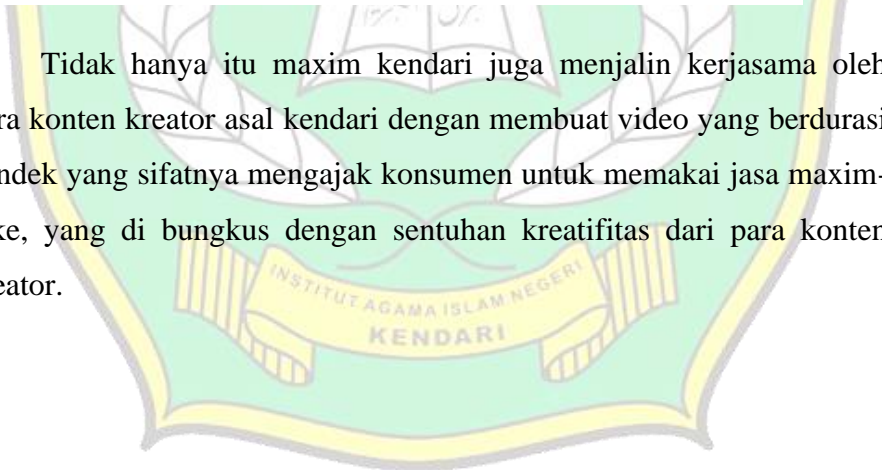 Tidak hanya itu maxim kendari juga menjalin kerjasama oleh
ra konten kreator asal kendari dengan membuat video yang berdurasi
ndek yang sifatnya mengajak konsumen untuk memakai jasa maxim-
ke, yang di bungkus dengan sentuhan kreatifitas dari para konten
eator.
INSTITUT AGAMA ISLAM NEGERI
KENDARI